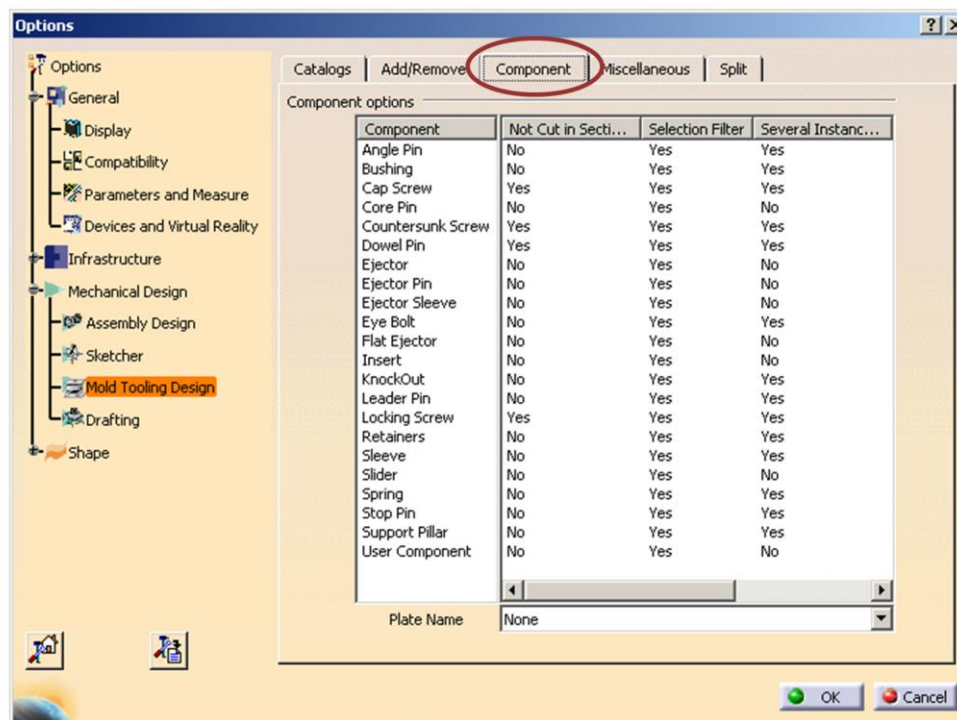 Options
Options
General
Display
Compatibility
Parameters and Measure
Devices and Virtual Reality
Infrastructure
Mechanical Design
Assembly Design
Sketcher
Mold Tooling Design
Drafting
Shape
Catalogs Add/Remove Component Miscellaneous Split
Component options
Component Not Cut in Secti... Selection Filter Several Instanc...
Angle Pin No Yes Yes
Bushing No Yes Yes
Cap Screw Yes Yes Yes
Core Pin No Yes No
Countersunk Screw Yes Yes Yes
Dowel Pin Yes Yes Yes
Ejector No Yes No
Ejector Pin No Yes No
Ejector Sleeve No Yes No
Eye Bolt No Yes Yes
Flat Ejector No Yes No
Insert No Yes No
KnockOut No Yes Yes
Leader Pin No Yes Yes
Locking Screw Yes Yes Yes
Retainers No Yes Yes
Sleeve No Yes Yes
Slider No Yes No
Spring No Yes Yes
Stop Pin No Yes Yes
Support Pillar No Yes Yes
User Component No Yes No
Plate Name None
OK Cancel